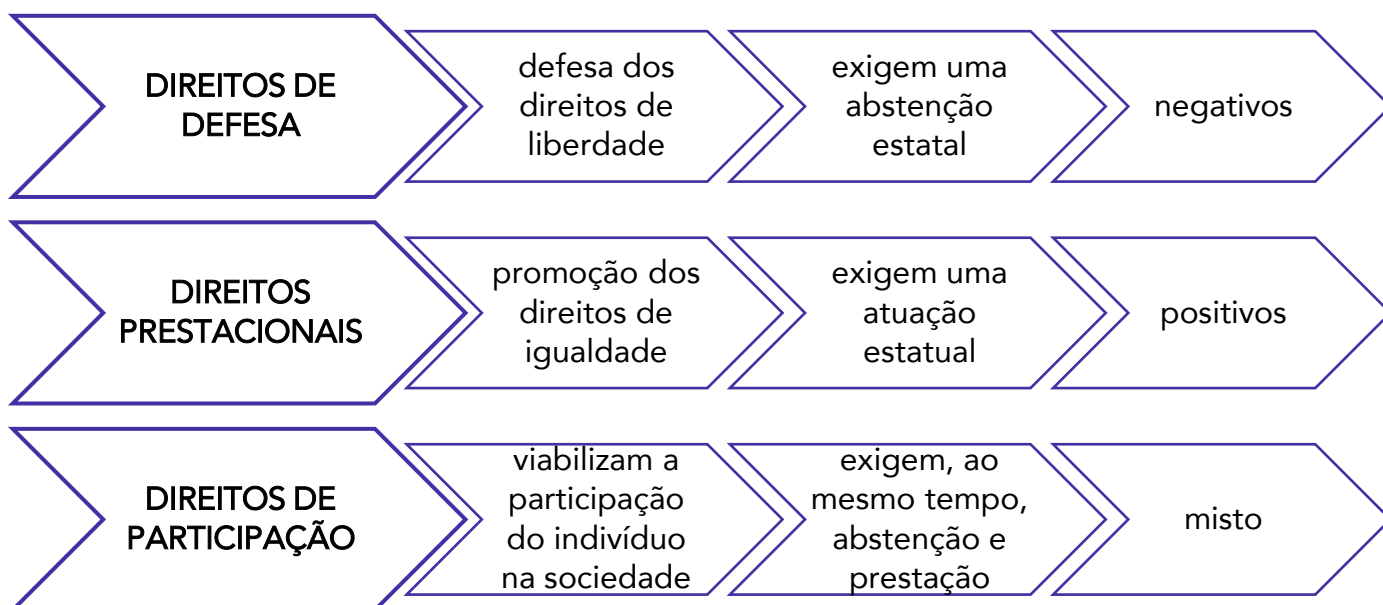 DIREITOS DE
DEFESA
defesa dos
direitos de
liberdade
exigem uma
abstenção
estatal
negativos
DIREITOS
PRESTACIONAIS
promoção dos
direitos de
igualdade
exigem uma
atuação
estatual
positivos
DIREITOS DE
PARTICIPAÇÃO
viabilizam a
participação
do indivíduo
na sociedade
exigem, ao
mesmo tempo,
abstenção e
prestação
misto